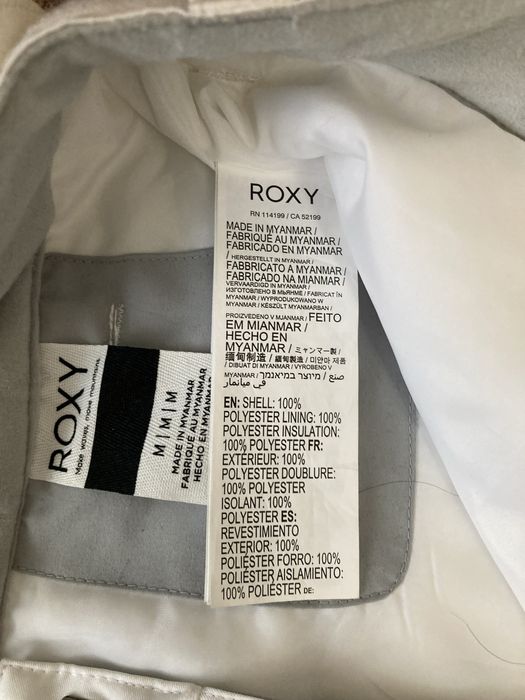 ROXY
RN 114199 / CA 52199
MADE IN MYANMAR /
FABRIQUÉ AU MYANMAR/
FABRICADO EN MYANMAR
/ HERGESTELLT IN MYANMAR /
FABBRICATO A MYANMAR /
FABRICADO NA MIANMAR /
VERVAARDIGD IN MYANMAR /
ИЗГОТОВЛЕНО В МЬЯНМЕ / FABRICAT ÎN
MYANMAR / WYPRODUKOWANO W
MYANMAR / KÉSZÜLT MYANMARBAN /
PROIZVEDENO V MJANMAR / FEITO
EM MIANMAR /
HECHO EN
MYANMAR / ミャンマー製 /
缅甸制造 / 緬甸製造 / 미얀마 제품
/ DIBUAT DI MYANMAR / VYROBENO V
MYANMAR / צנע / מיוצר במיאנמר
في ميانمار
EN: SHELL: 100%
POLYESTER LINING: 100%
POLYESTER INSULATION:
100% POLYESTER FR:
EXTÉRIEUR: 100%
POLYESTER DOUBLURE:
100% POLYESTER
ISOLANT: 100%
POLYESTER ES:
REVESTIMIENTO
EXTERIOR: 100%
POLIÉSTER FORRO: 100%
POLIÉSTER AISLAMIENTO:
100% POLIÉSTER DE:
ROXY
Make waves, move mountains.
M I M I M
MADE IN MYANMAR
FABRIQUÉ AU MYANMAR
HECHO EN MYANMAR